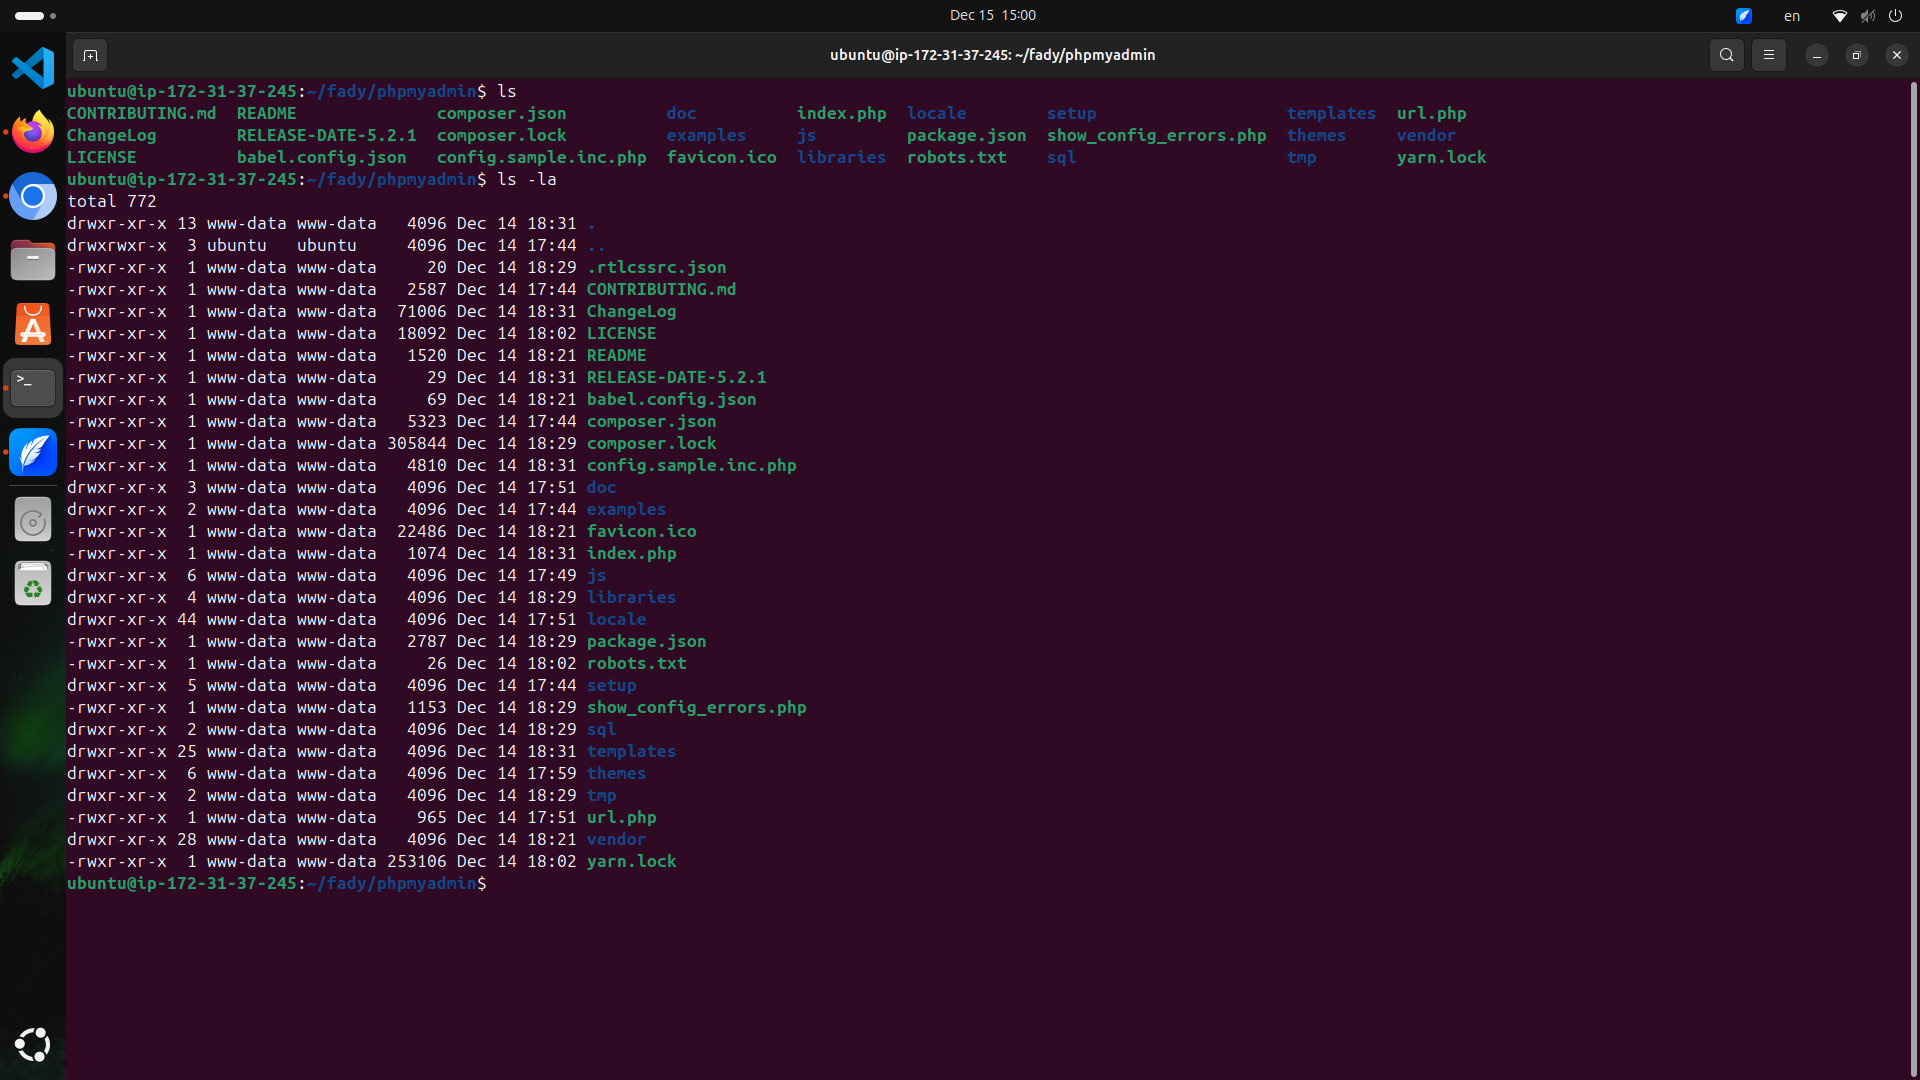 Dec 15 15:00
en
ubuntu@ip-172-31-37-245: ~/fady/phpmyadmin
ubuntu@ip-172-31-37-245:~/fady/phpmyadmin$ ls
CONTRIBUTING.md README composer.json doc index.php locale setup templates url.php
ChangeLog RELEASE-DATE-5.2.1 composer.lock examples js package.json show_config_errors.php themes vendor
LICENSE babel.config.json config.sample.inc.php favicon.ico libraries robots.txt sql tmp yarn.lock
ubuntu@ip-172-31-37-245:~/fady/phpmyadmin$ ls -la
total 772
drwxr-xr-x 13 www-data www-data 4096 Dec 14 18:31 .
drwxrwxr-x 3 ubuntu ubuntu 4096 Dec 14 17:44 ..
-rwxr-xr-x 1 www-data www-data 20 Dec 14 18:29 .rtlcssrc.json
-rwxr-xr-x 1 www-data www-data 2587 Dec 14 17:44 CONTRIBUTING.md
-rwxr-xr-x 1 www-data www-data 71006 Dec 14 18:31 ChangeLog
-rwxr-xr-x 1 www-data www-data 18092 Dec 14 18:02 LICENSE
-rwxr-xr-x 1 www-data www-data 1520 Dec 14 18:21 README
-rwxr-xr-x 1 www-data www-data 29 Dec 14 18:31 RELEASE-DATE-5.2.1
-rwxr-xr-x 1 www-data www-data 69 Dec 14 18:21 babel.config.json
-rwxr-xr-x 1 www-data www-data 5323 Dec 14 17:44 composer.json
-rwxr-xr-x 1 www-data www-data 305844 Dec 14 18:29 composer.lock
-rwxr-xr-x 1 www-data www-data 4810 Dec 14 18:31 config.sample.inc.php
drwxr-xr-x 3 www-data www-data 4096 Dec 14 17:51 doc
drwxr-xr-x 2 www-data www-data 4096 Dec 14 17:44 examples
-rwxr-xr-x 1 www-data www-data 22486 Dec 14 18:21 favicon.ico
-rwxr-xr-x 1 www-data www-data 1074 Dec 14 18:31 index.php
drwxr-xr-x 6 www-data www-data 4096 Dec 14 17:49 js
drwxr-xr-x 4 www-data www-data 4096 Dec 14 18:29 libraries
drwxr-xr-x 44 www-data www-data 4096 Dec 14 17:51 locale
-rwxr-xr-x 1 www-data www-data 2787 Dec 14 18:29 package.json
-rwxr-xr-x 1 www-data www-data 26 Dec 14 18:02 robots.txt
drwxr-xr-x 5 www-data www-data 4096 Dec 14 17:44 setup
-rwxr-xr-x 1 www-data www-data 1153 Dec 14 18:29 show_config_errors.php
drwxr-xr-x 2 www-data www-data 4096 Dec 14 18:29 sql
drwxr-xr-x 25 www-data www-data 4096 Dec 14 18:31 templates
drwxr-xr-x 6 www-data www-data 4096 Dec 14 17:59 themes
drwxr-xr-x 2 www-data www-data 4096 Dec 14 18:29 tmp
-rwxr-xr-x 1 www-data www-data 965 Dec 14 17:51 url.php
drwxr-xr-x 28 www-data www-data 4096 Dec 14 18:21 vendor
-rwxr-xr-x 1 www-data www-data 253106 Dec 14 18:02 yarn.lock
ubuntu@ip-172-31-37-245:~/fady/phpmyadmin$